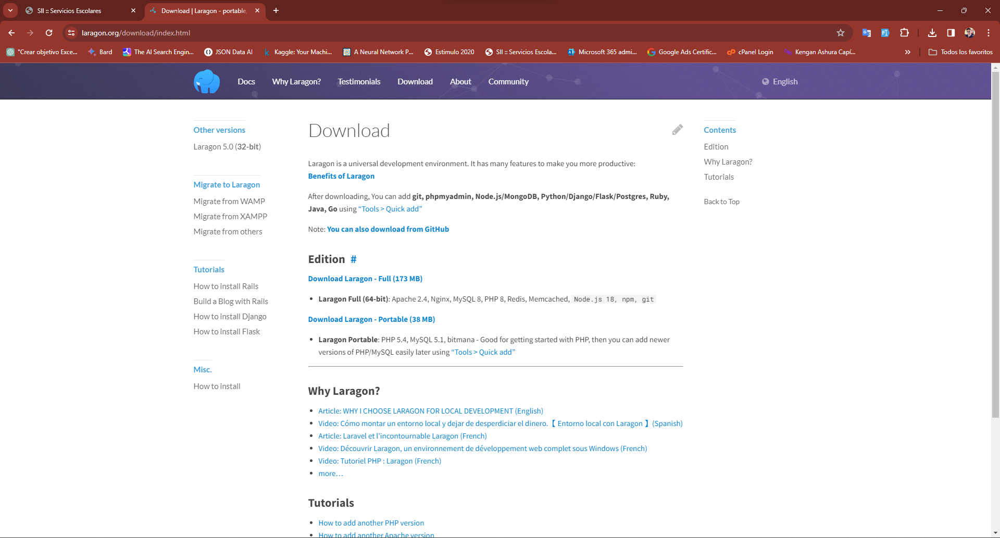 SII :: Servicios Escolares
Download | Laragon - portable,
laragon.org/download/index.html
"Crear objetivo Exce...
Bard
The AI Search Engin...
JSON Data AI
Kaggle: Your Machi...
A Neural Network P...
Estimulo 2020
SII :: Servicios Escola...
Microsoft 365 admi...
Google Ads Certific...
cPanel Login
Kengan Ashura Capí...
Todos los favoritos
Docs
Why Laragon?
Testimonials
Download
About
Community
English
Other versions
Laragon 5.0 (32-bit)
Migrate to Laragon
Migrate from WAMP
Migrate from XAMPP
Migrate from others
Tutorials
How to install Rails
Build a Blog with Rails
How to install Django
How to install Flask
Misc.
How to install
Download
Laragon is a universal development environment. It has many features to make you more productive:
Benefits of Laragon
After downloading, You can add git, phpmyadmin, Node.js/MongoDB, Python/Django/Flask/Postgres, Ruby,
Java, Go using “Tools > Quick add”
Note: You can also download from GitHub
Edition #
Download Laragon - Full (173 MB)
• Laragon Full (64-bit): Apache 2.4, Nginx, MySQL 8, PHP 8, Redis, Memcached, Node.js 18, npm, git
Download Laragon - Portable (38 MB)
• Laragon Portable: PHP 5.4, MySQL 5.1, bitmana - Good for getting started with PHP, then you can add newer
versions of PHP/MySQL easily later using “Tools > Quick add”
Why Laragon?
• Article: WHY I CHOOSE LARAGON FOR LOCAL DEVELOPMENT (English)
• Video: Cómo montar un entorno local y dejar de desperdiciar el dinero.【 Entorno local con Laragon 】(Spanish)
• Article: Laravel et l’incontournable Laragon (French)
• Video: Découvrir Laragon, un environnement de développement web complet sous Windows (French)
• Video: Tutoriel PHP : Laragon (French)
• more…
Tutorials
• How to add another PHP version
• How to add another Apache version
Contents
Edition
Why Laragon?
Tutorials
Back to Top